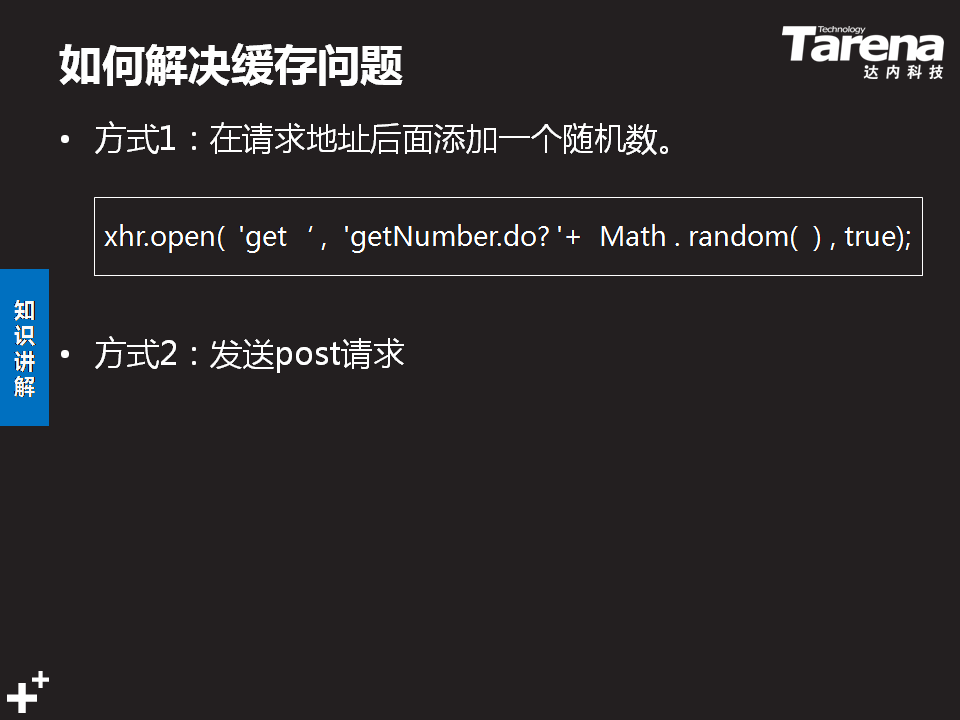 如何解决缓存问题
Technology
Tarena
达内科技
• 方式1：在请求地址后面添加一个随机数。
xhr.open( 'get ‘ , 'getNumber.do? '+ Math . random( ) , true);
知识讲解
• 方式2：发送post请求